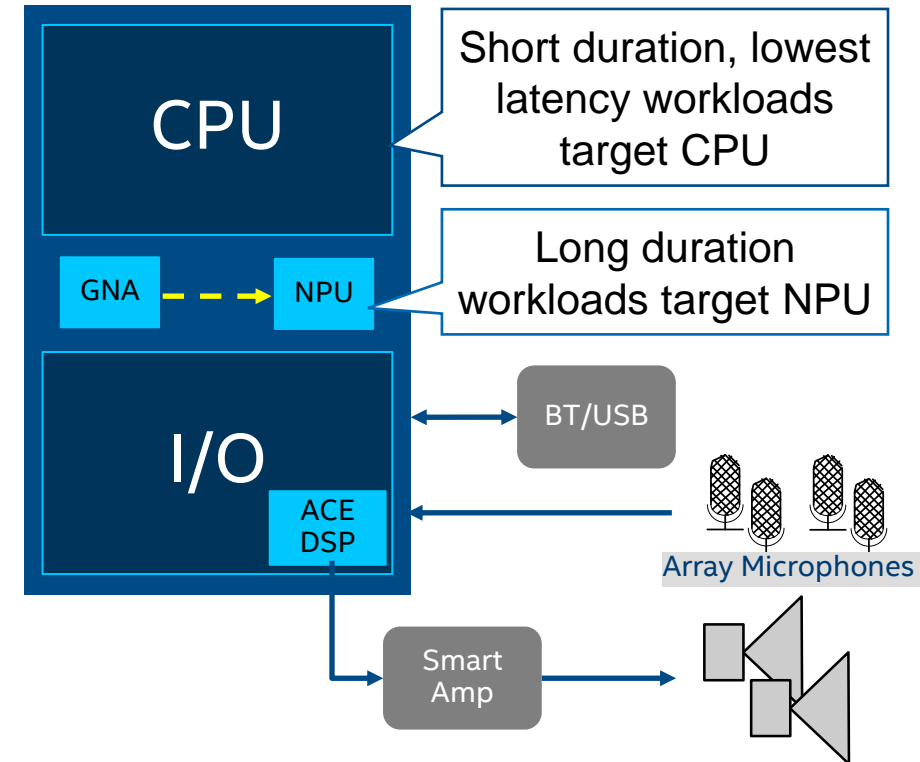 CPU
Short duration, lowest
latency workloads
target CPU
GNA
NPU
Long duration
workloads target NPU
I/O
ACE
DSP
BT/USB
Array Microphones
Smart
Amp